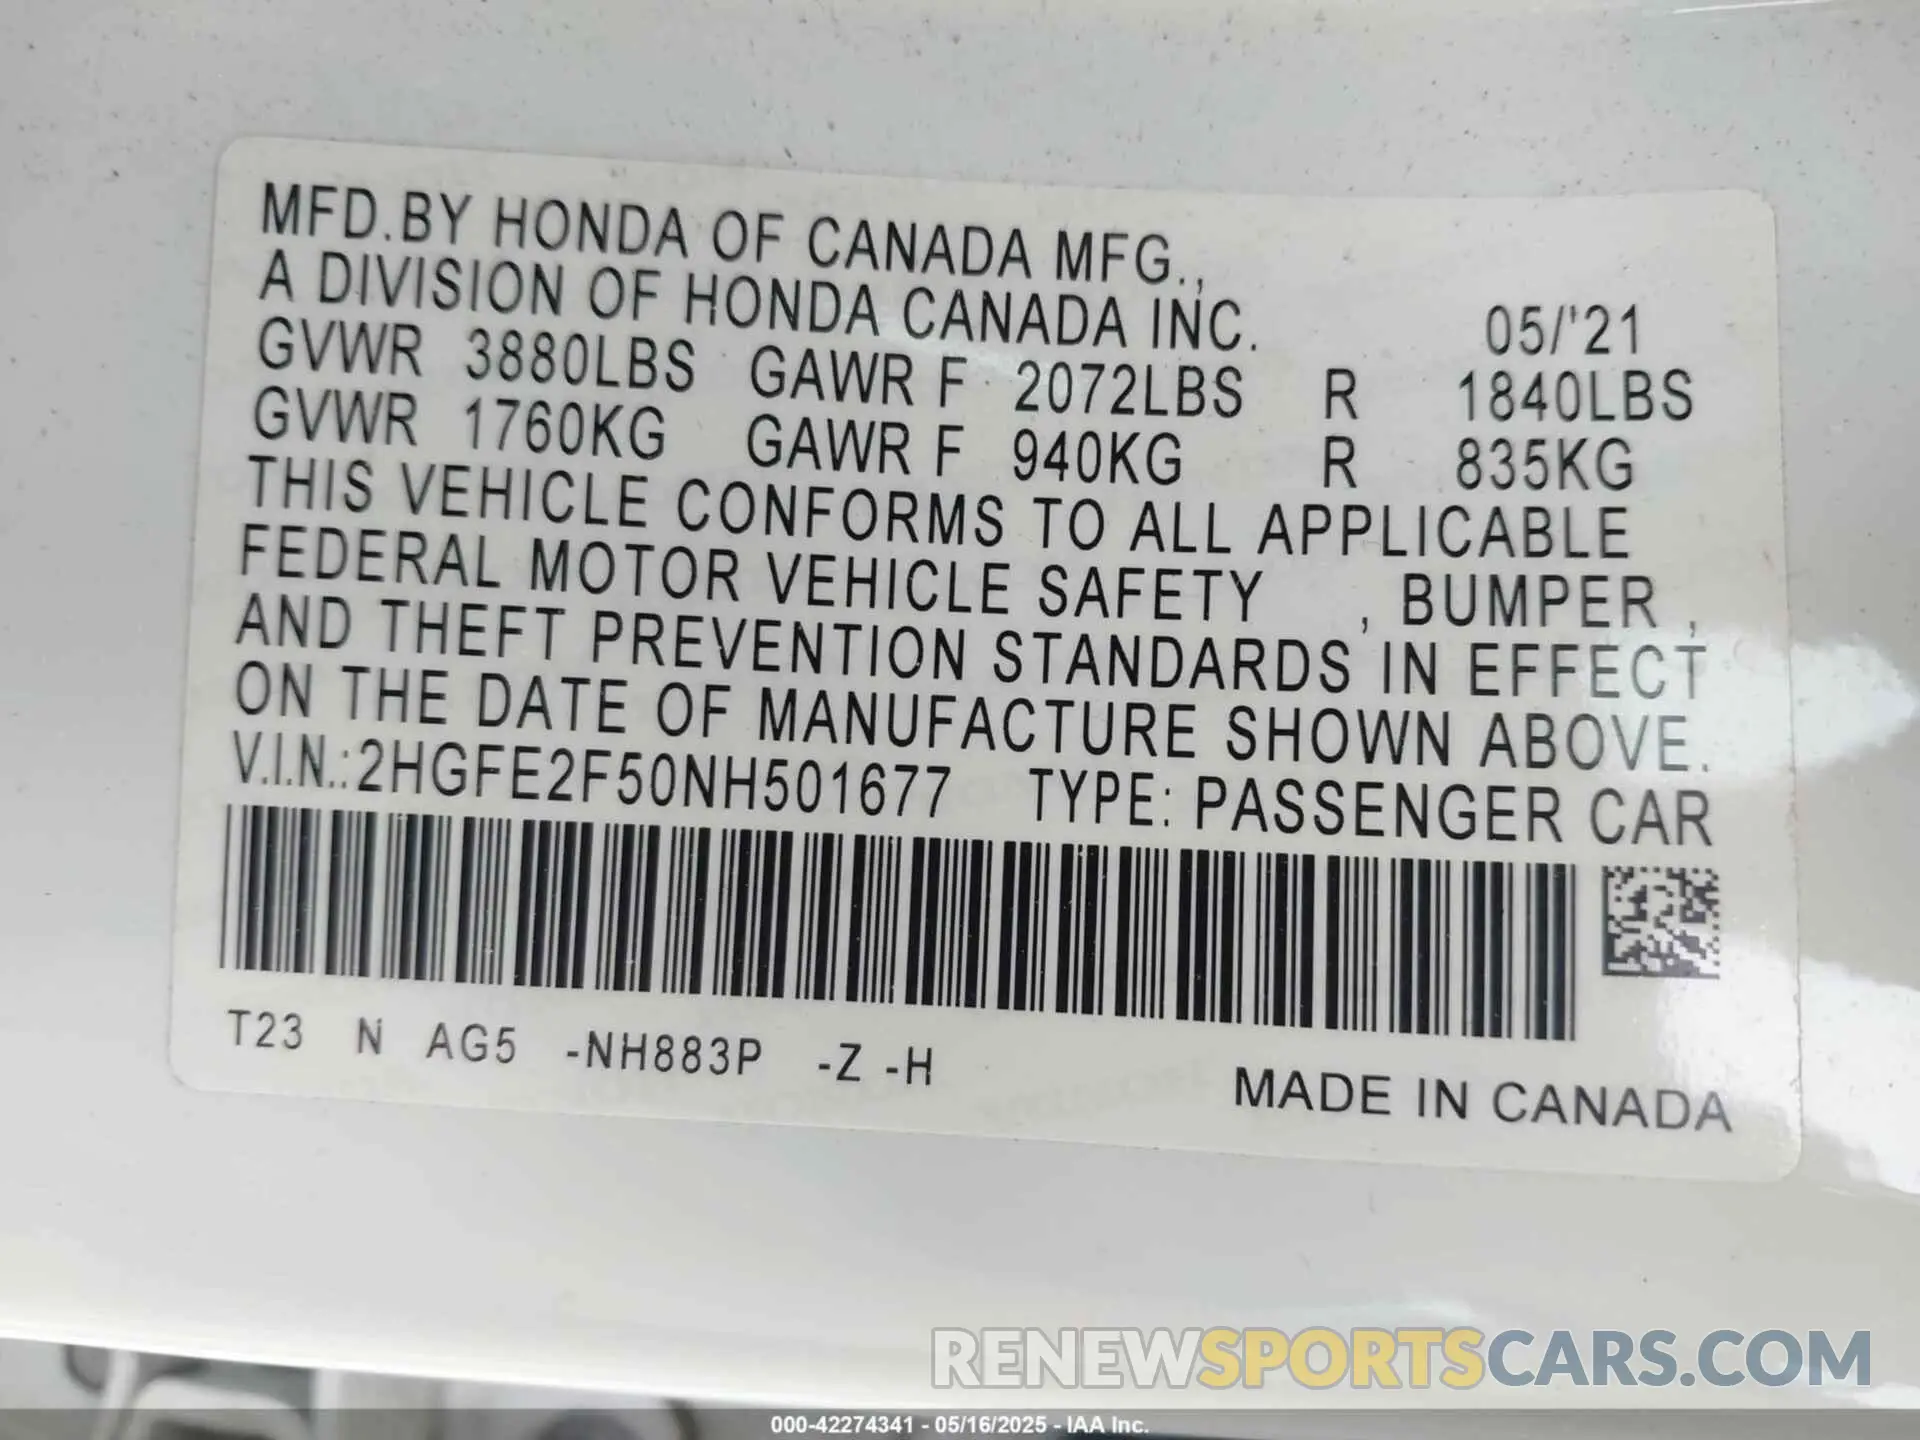 MFD.BY HONDA OF CANADA MFG.,
A DIVISION OF HONDA CANADA INC. 05/'21
GVWR 3880LBS GAWR F 2072LBS R 1840LBS
GVWR 1760KG GAWR F 940KG R 835KG
THIS VEHICLE CONFORMS TO ALL APPLICABLE
FEDERAL MOTOR VEHICLE SAFETY , BUMPER ,
AND THEFT PREVENTION STANDARDS IN EFFECT
ON THE DATE OF MANUFACTURE SHOWN ABOVE.
V.I.N.:2HGFE2F50NH501677 TYPE: PASSENGER CAR
T23 N AG5 -NH883P -Z -H
MADE IN CANADA
RENEWSPORTSCARS.COM
000-42274341 - 05/16/2025 - IAA Inc.